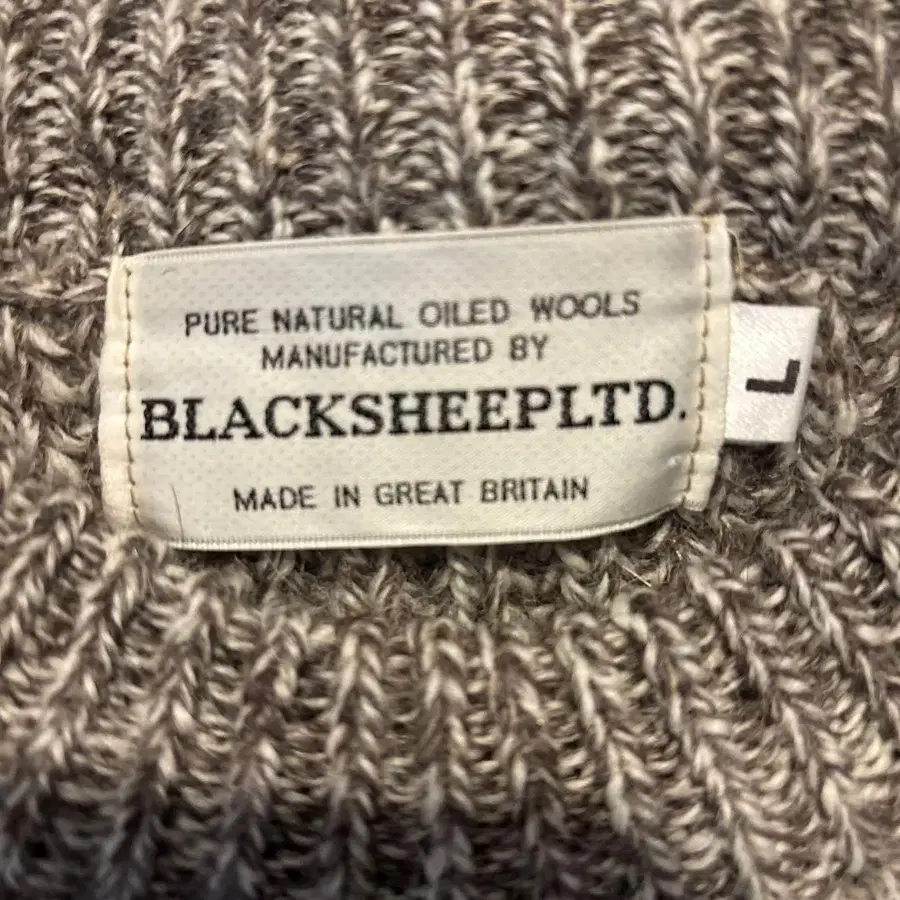 PURE NATURAL OILED WOOLS
MANUFACTURED BY
BLACKSHEEPLTD.
MADE IN GREAT BRITAIN
L